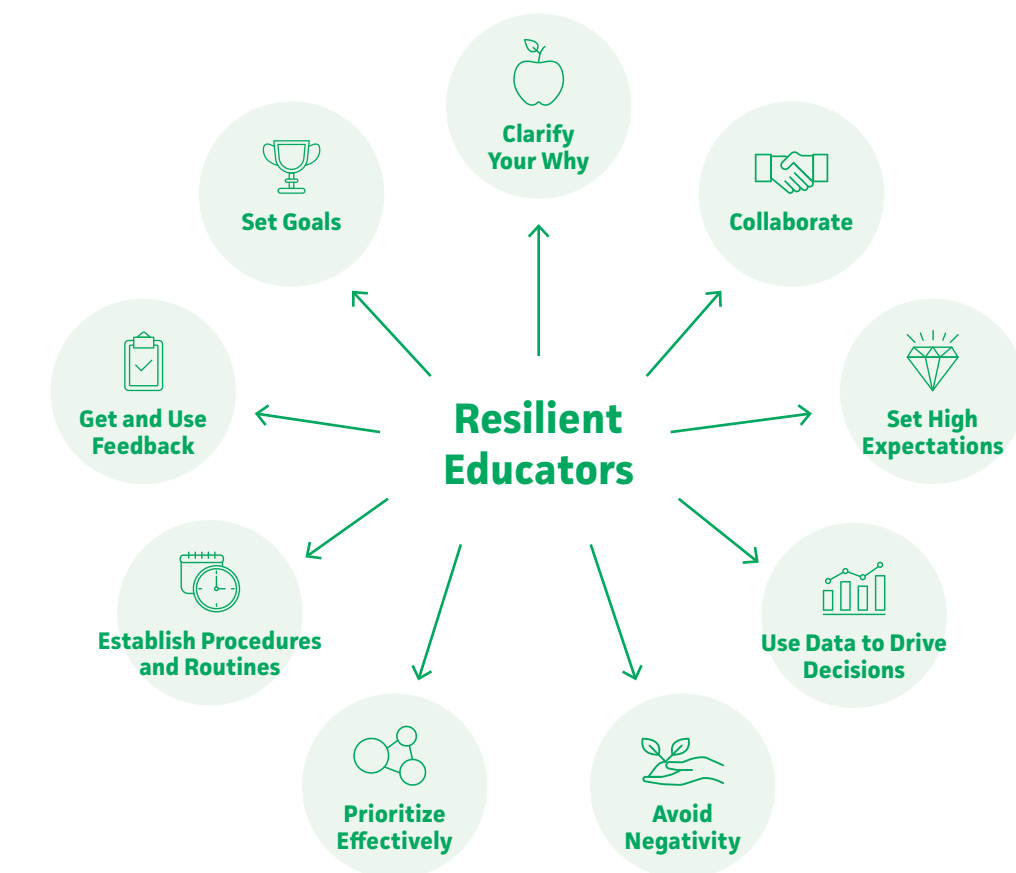 Clarify
Your Why
Set Goals
Collaborate
Get and Use
Feedback
Resilient
Educators
Set High
Expectations
Establish Procedures
and Routines
Use Data to Drive
Decisions
Prioritize
Effectively
Avoid
Negativity